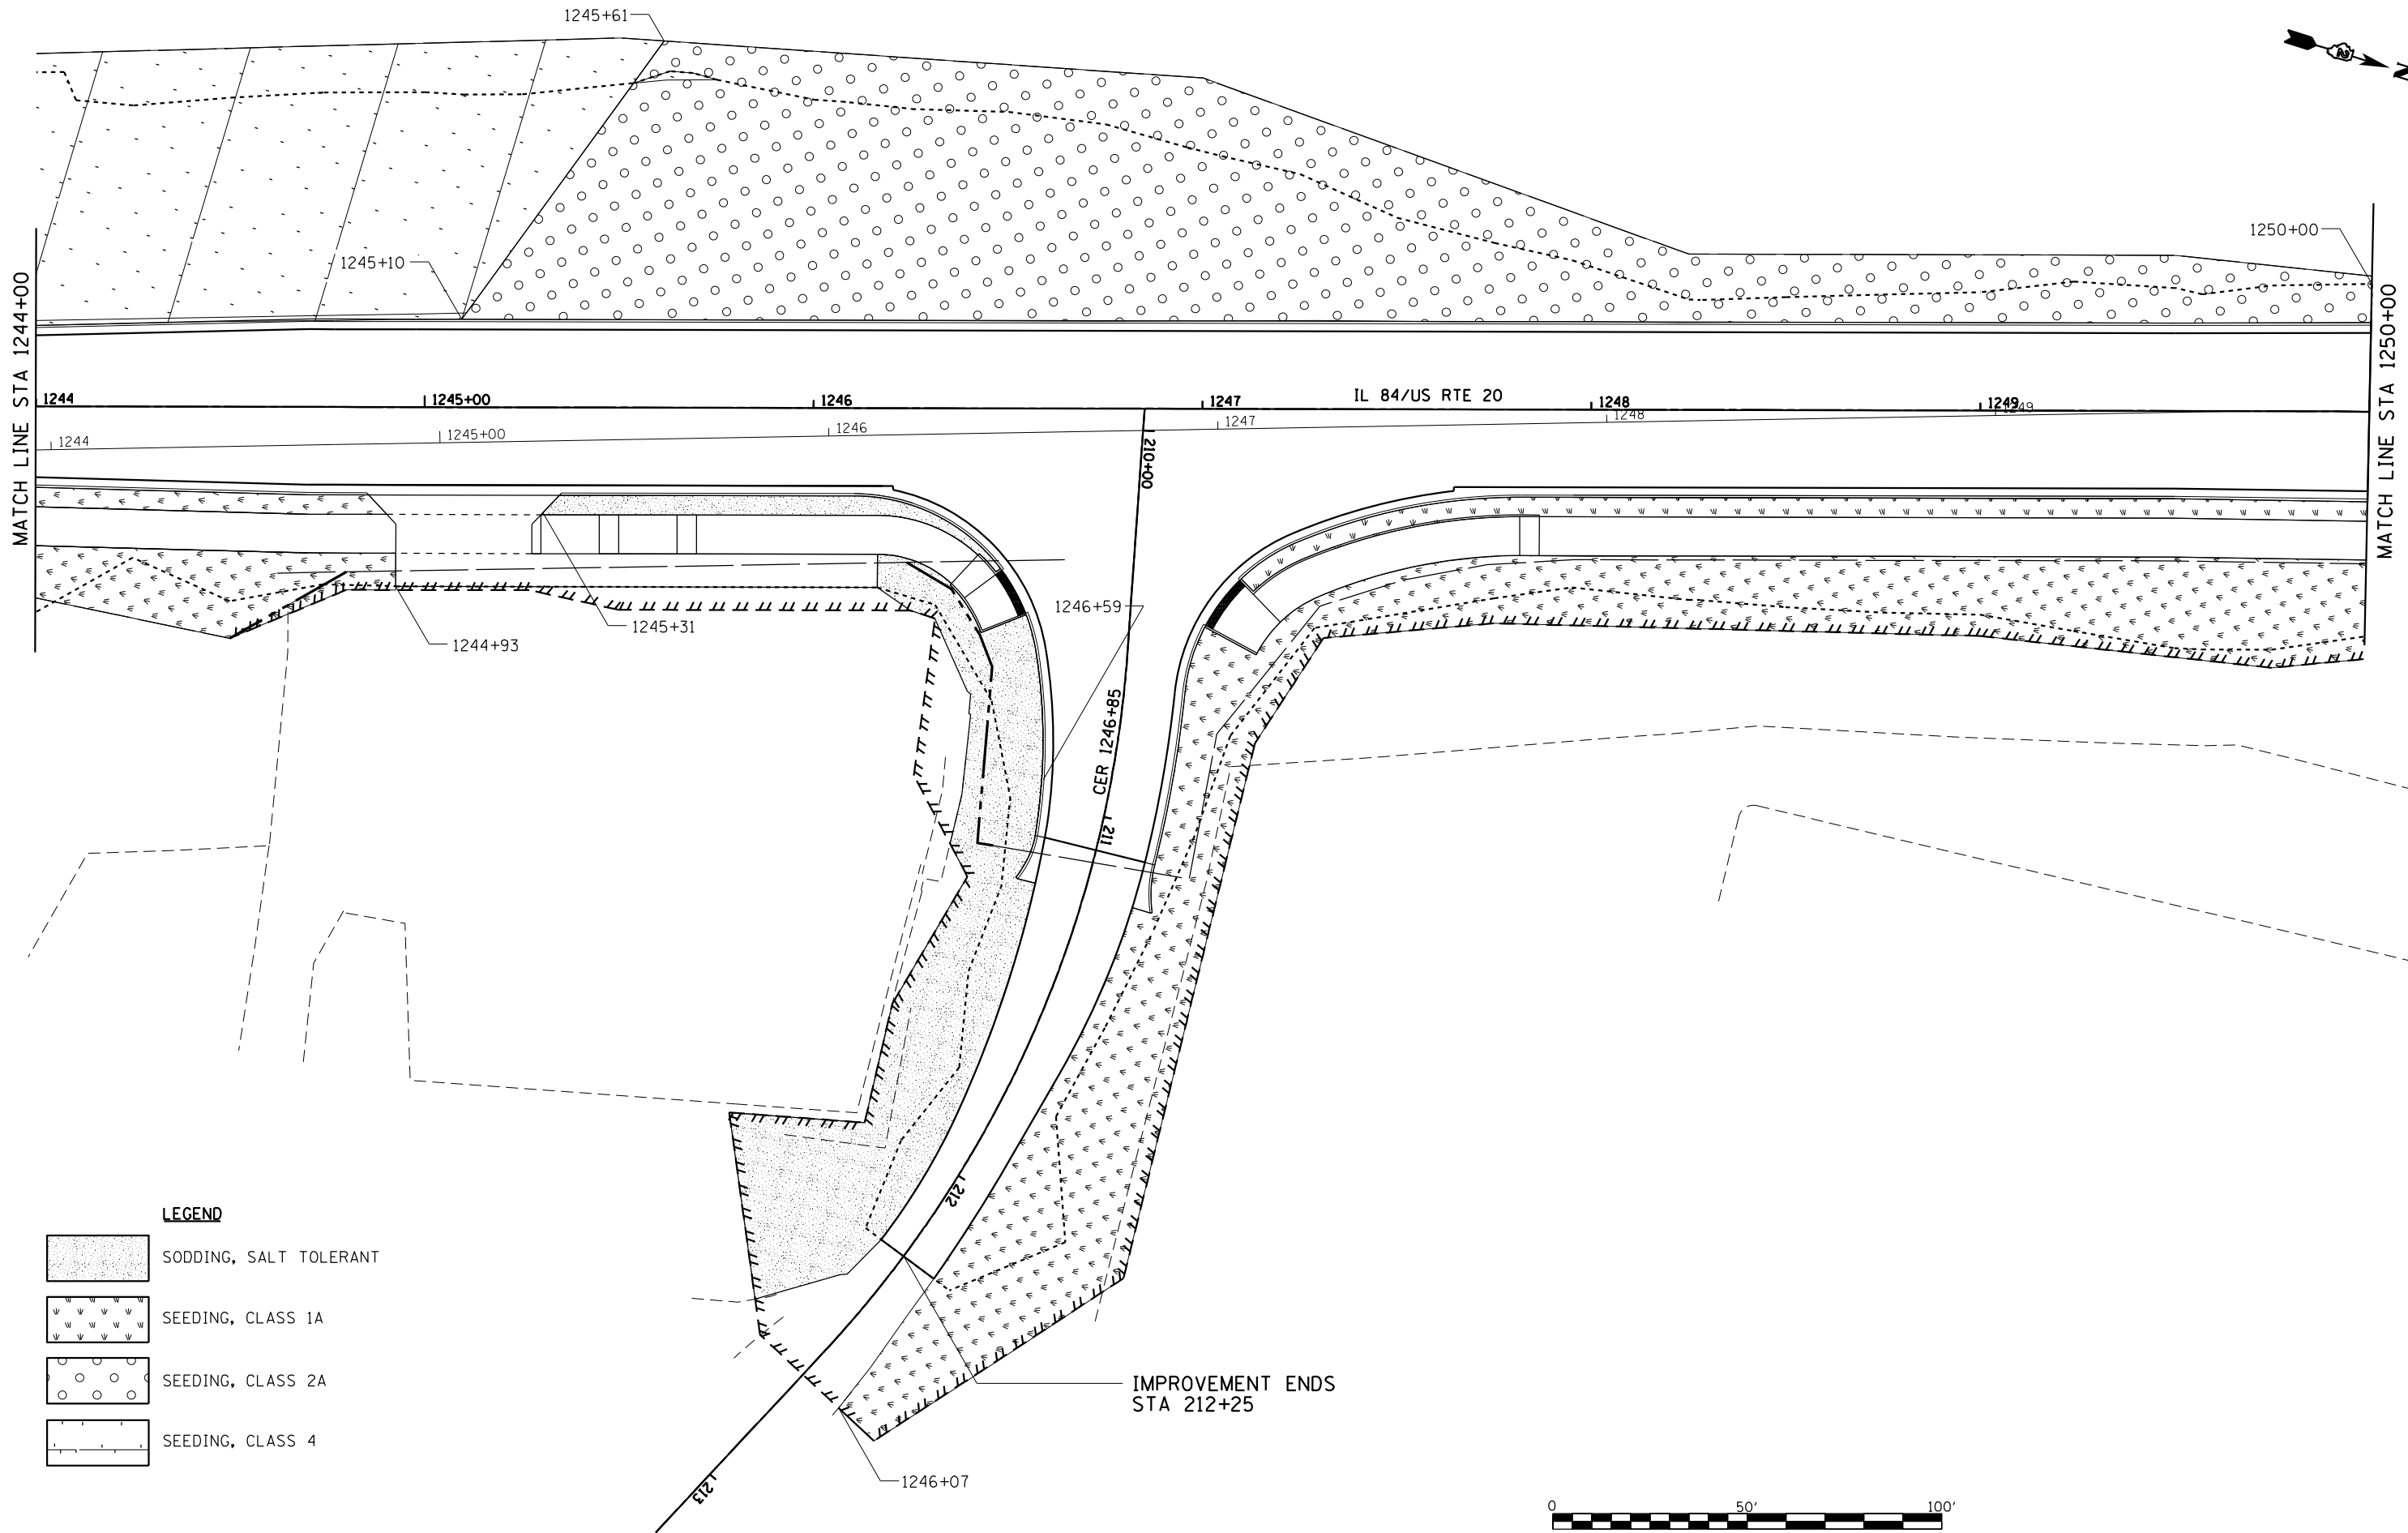 1245+61
N
1250+00
1245+10
MATCH LINE STA 1244+00
MATCH LINE STA 1250+00
IL 84/US RTE 20
1244
1245+00
1246
1247
1248
1249
1244
1245+00
1246
1247
1248
1249
210+00
1246+59
1245+31
1244+93
CER 1246+85
211
212
LEGEND
SODDING, SALT TOLERANT
SEEDING, CLASS 1A
SEEDING, CLASS 2A
SEEDING, CLASS 4
IMPROVEMENT ENDS
STA 212+25
1246+07
213
0 50' 100'